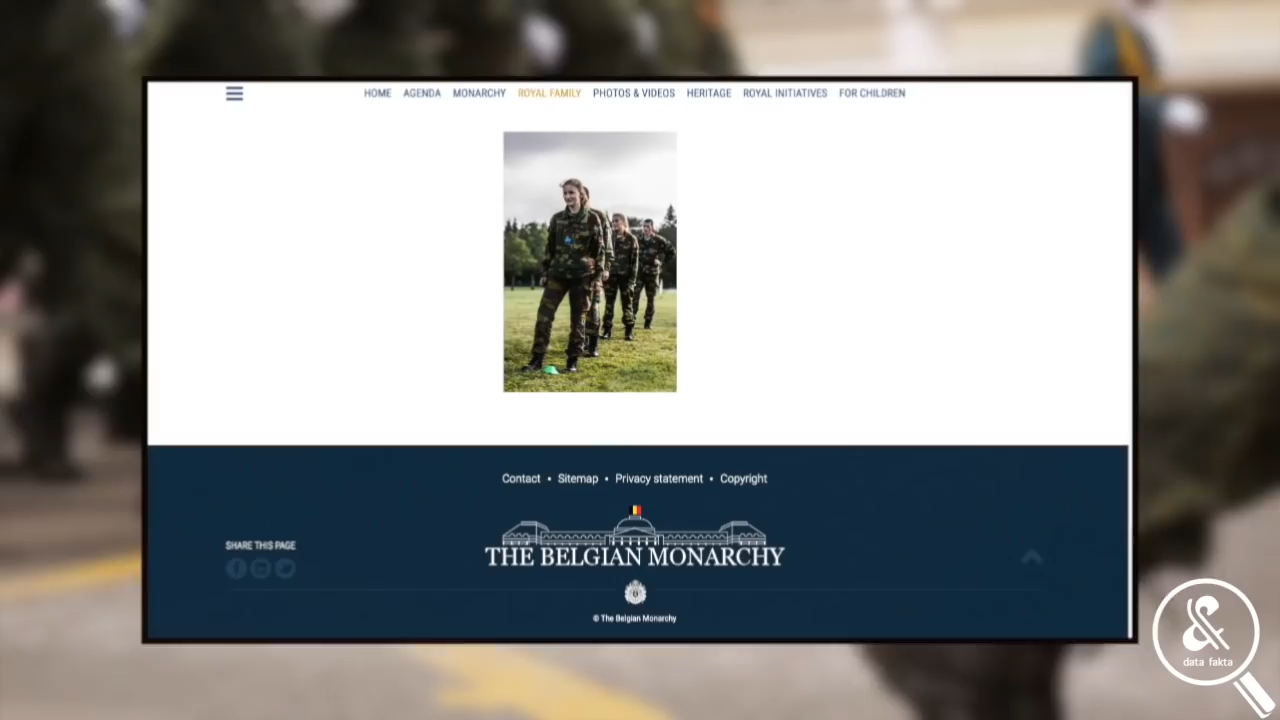 HOME AGENDA MONARCHY ROYAL FAMILY PHOTOS & VIDEOS HERITAGE ROYAL INITIATIVES FOR CHILDREN
Contact • Sitemap • Privacy statement • Copyright
SHARE THIS PAGE
THE BELGIAN MONARCHY
© The Belgian Monarchy
&
data fakta